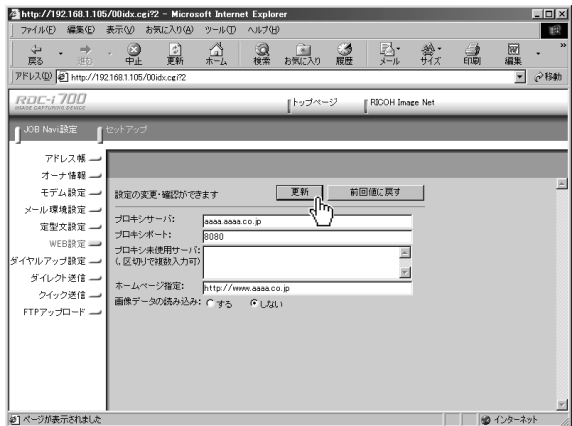 http://192.168.1.105/00idx.cgi?2 - Microsoft Internet Explorer
ファイル(F) 編集(E) 表示(V) お気に入り(A) ツール(T) ヘルプ(H)
戻る 進む 中止 更新 ホーム 検索 お気に入り 履歴 メール サイズ 印刷 編集 »
アドレス(D) http://192.168.1.105/00idx.cgi?2 移動
RDC-i700 トップページ RICOH Image Net
IMAGE CAPTURING DEVICE
JOB Navi設定 セットアップ
アドレス帳
オーナ情報
モデム設定
メール環境設定
定型文設定
WEB設定
ダイヤルアップ設定
ダイレクト送信
クイック送信
FTPアップロード
設定の変更・確認ができます 更新 前回値に戻す
プロキシサーバ: aaaa.aaaa.co.jp
プロキシポート: 8080
プロキシ未使用サーバ:
(, 区切りで複数入力可)
ホームページ指定: http://www.aaaa.co.jp
画像データの読み込み: する しない
ページが表示されました インターネット